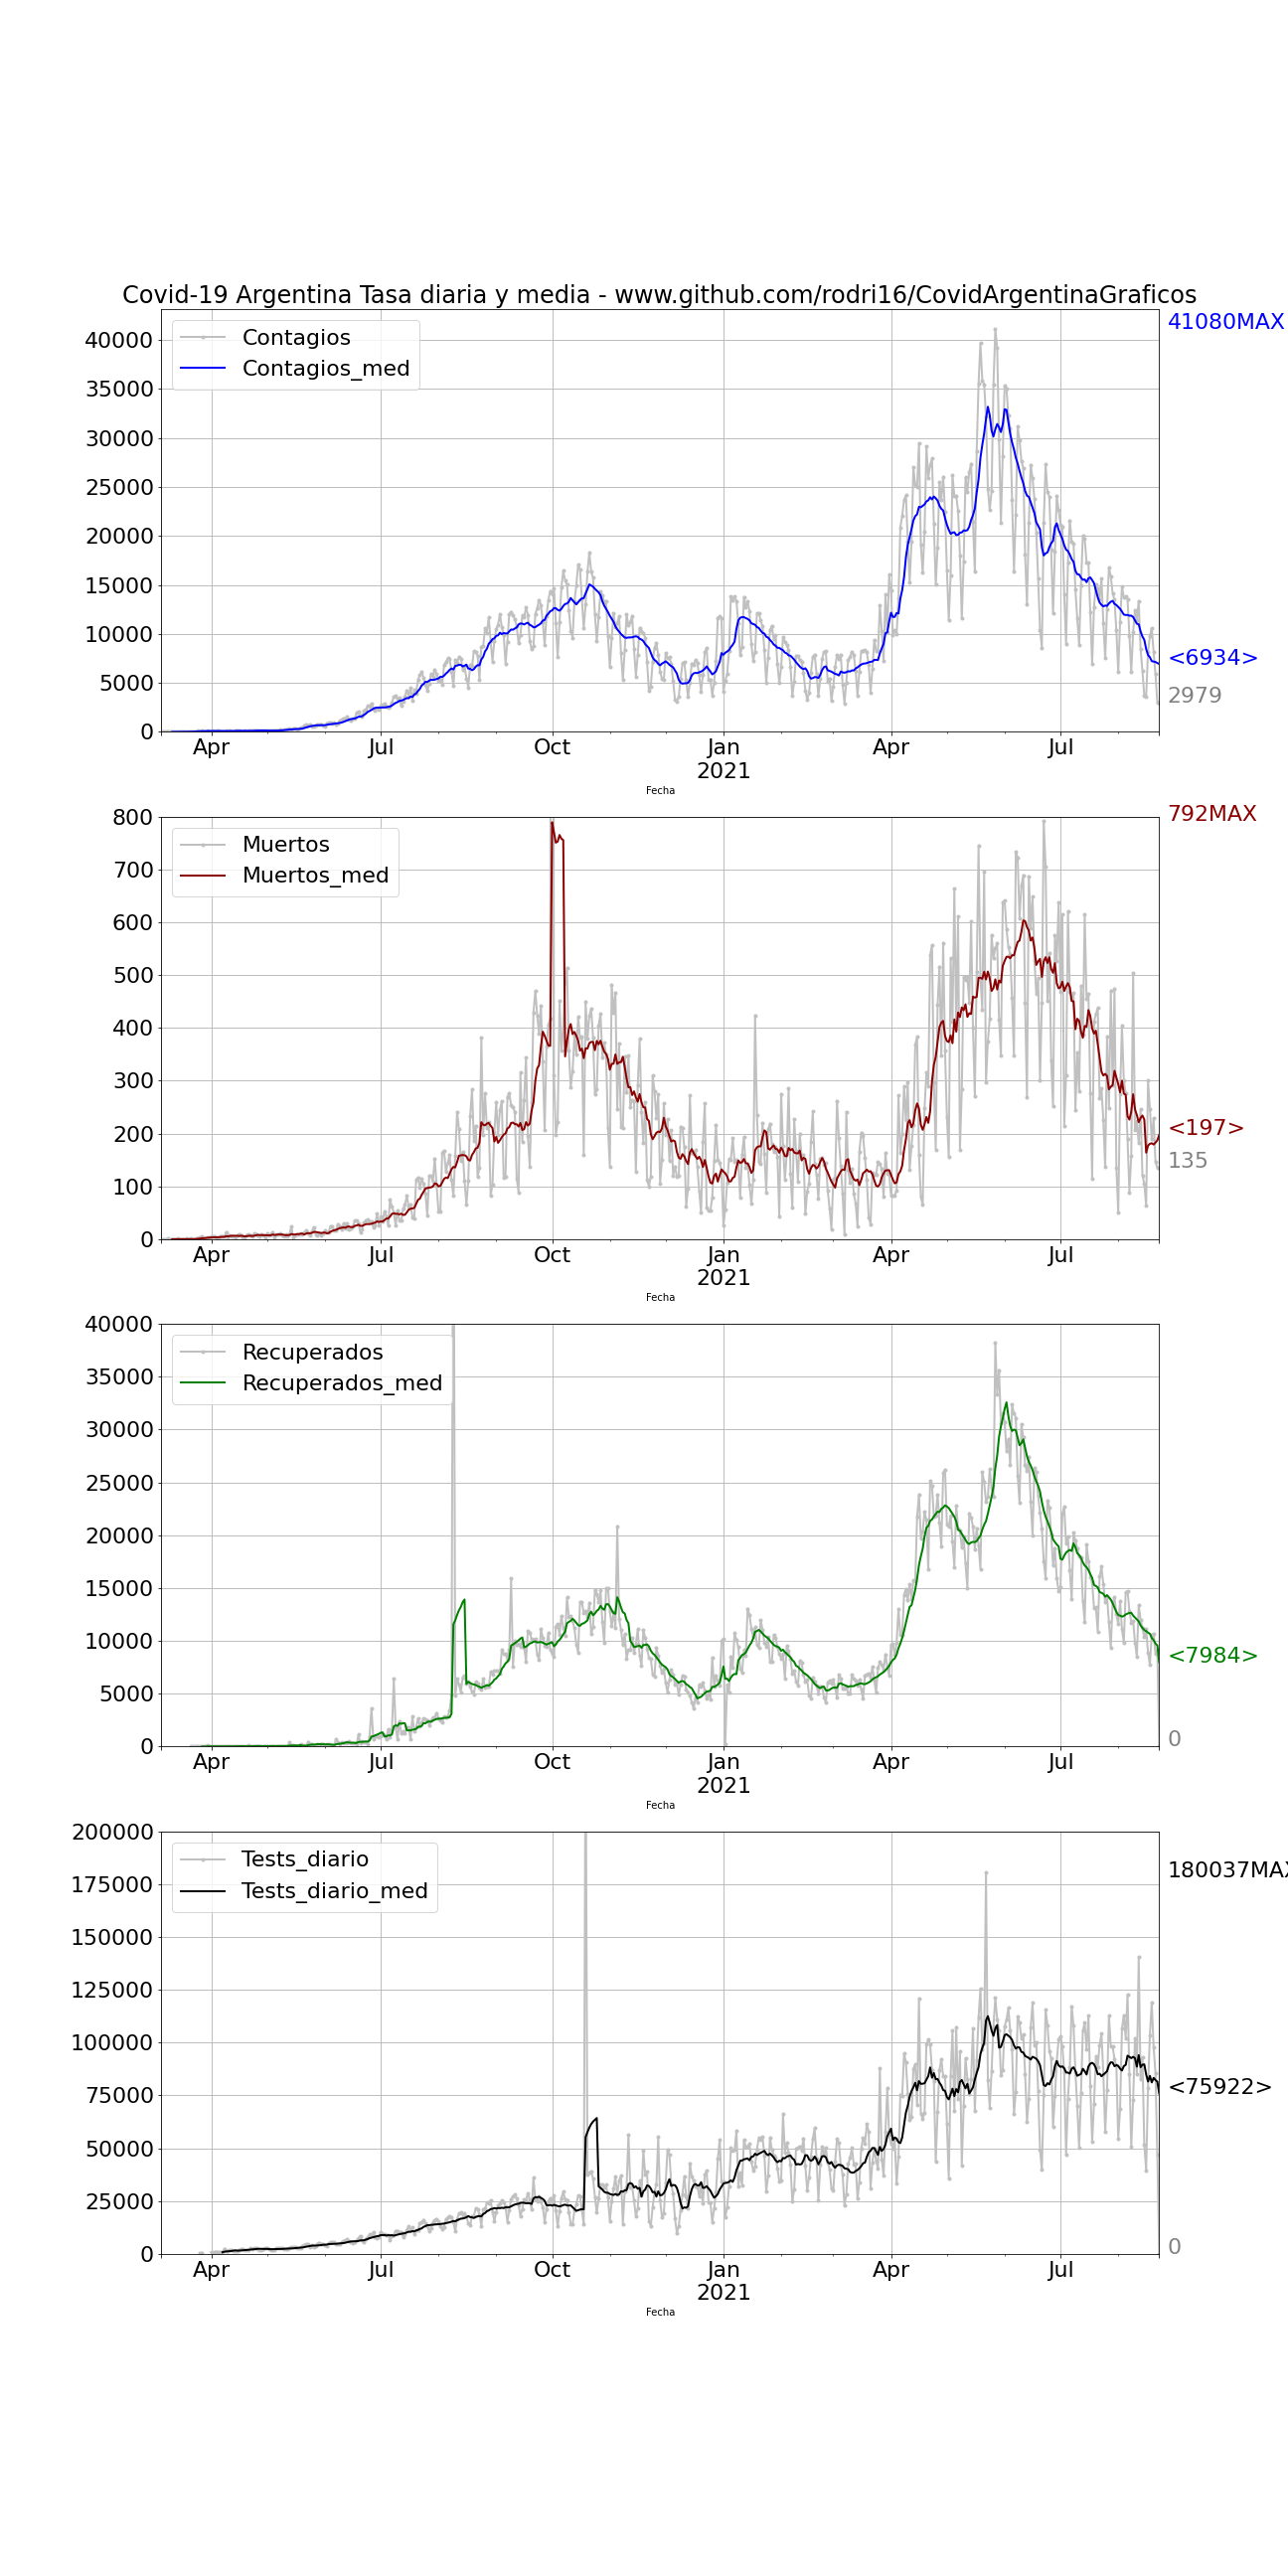 Covid-19 Argentina Tasa diaria y media - www.github.com/rodri16/CovidArgentinaGraficos
41080MAX
Contagios
Contagios_med
40000
35000
30000
25000
20000
15000
10000
5000
0
<6934>
2979
Apr Jul Oct Jan Apr Jul
2021
Fecha
792MAX
Muertos
Muertos_med
800
700
600
500
400
300
200
100
0
<197>
135
Apr Jul Oct Jan Apr Jul
2021
Fecha
Recuperados
Recuperados_med
40000
35000
30000
25000
20000
15000
10000
5000
0
<7984>
0
Apr Jul Oct Jan Apr Jul
2021
Fecha
180037MAX
Tests_diario
Tests_diario_med
200000
175000
150000
125000
100000
75000
50000
25000
0
<75922>
0
Apr Jul Oct Jan Apr Jul
2021
Fecha